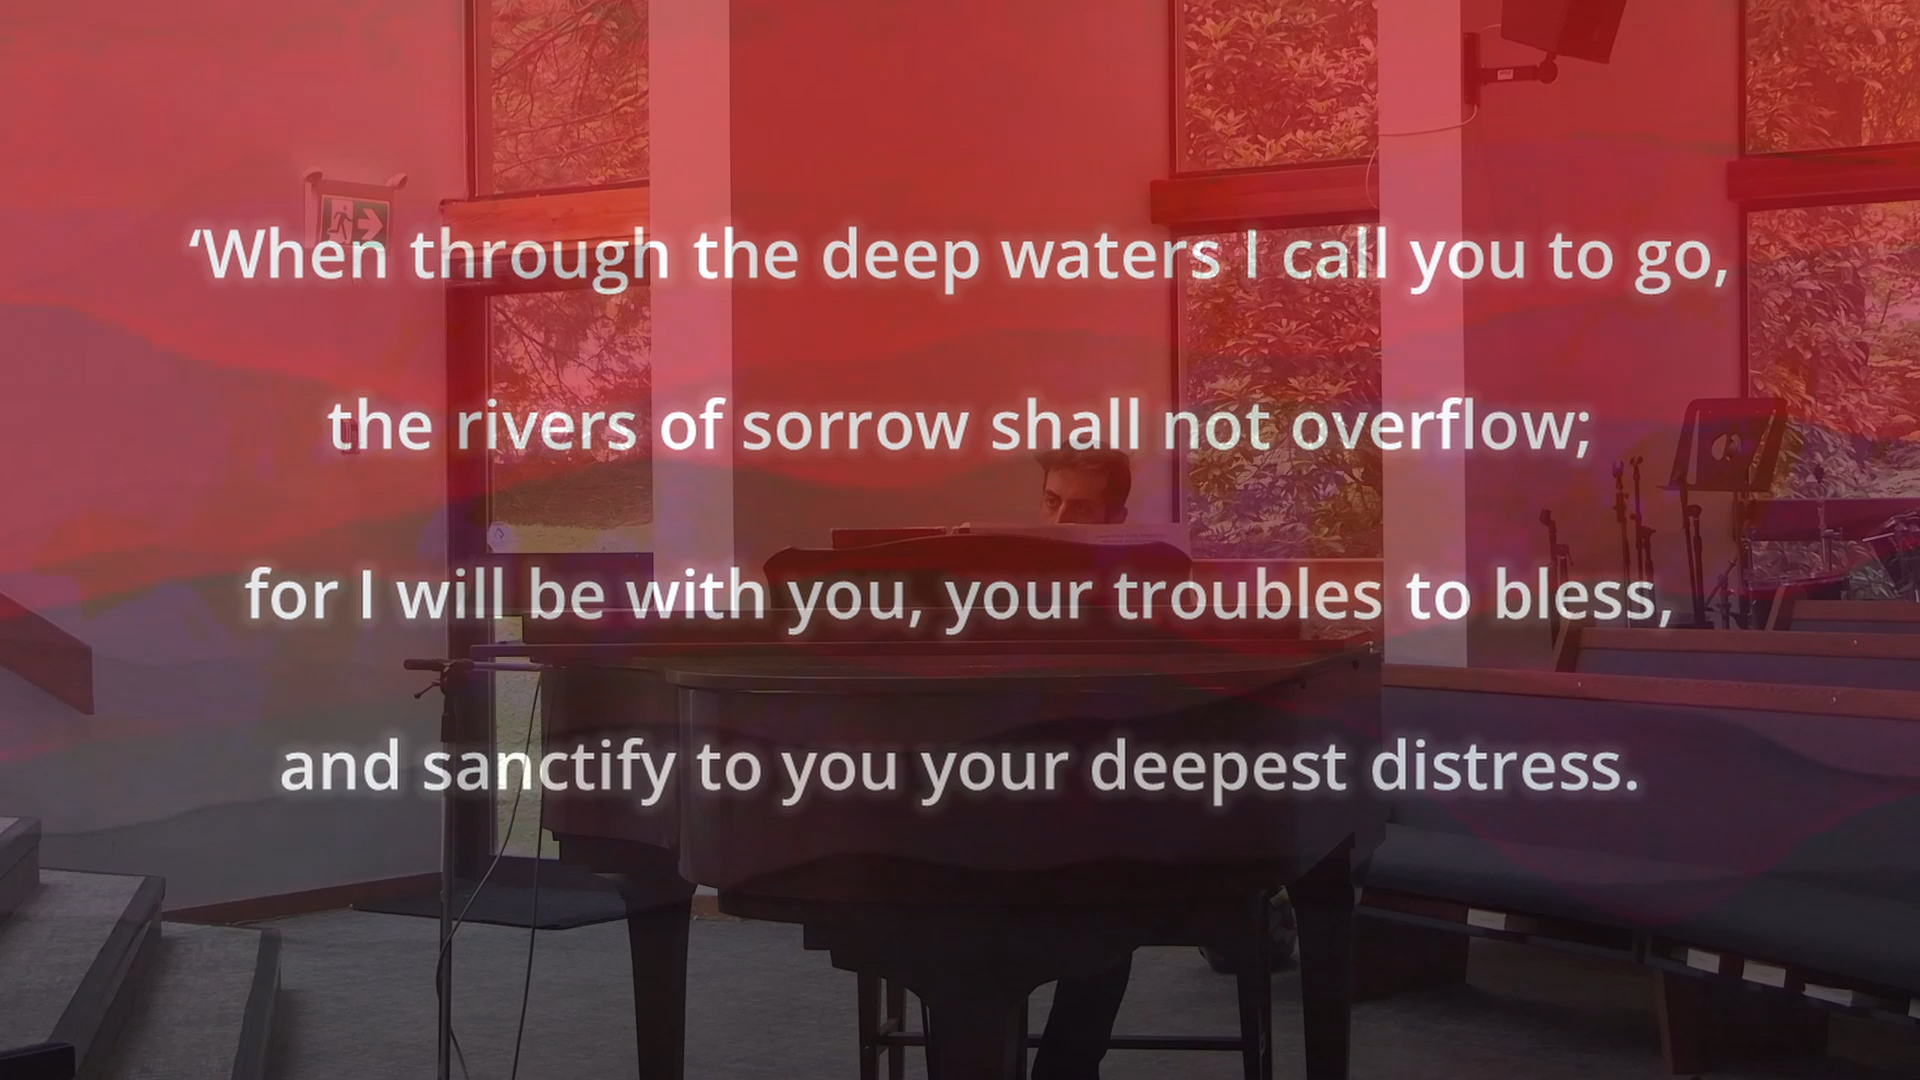 ‘When through the deep waters I call you to go,
the rivers of sorrow shall not overflow;
for I will be with you, your troubles to bless,
and sanctify to you your deepest distress.